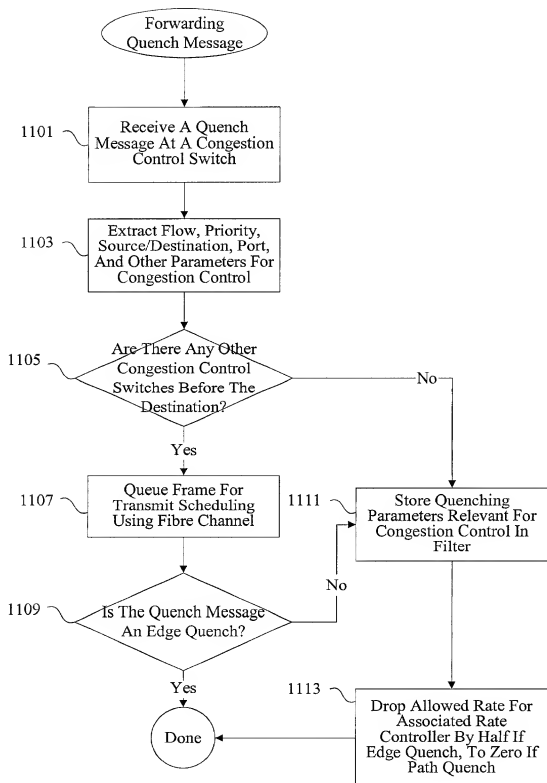 Forwarding
Quench Message
1101
Receive A Quench
Message At A Congestion
Control Switch
1103
Extract Flow, Priority,
Source/Destination, Port,
And Other Parameters For
Congestion Control
1105
Are There Any Other
Congestion Control
Switches Before The
Destination?
No
Yes
1107
Queue Frame For
Transmit Scheduling
Using Fibre Channel
1111
Store Quenching
Parameters Relevant For
Congestion Control In
Filter
1109
Is The Quench Message
An Edge Quench?
No
Yes
1113
Drop Allowed Rate For
Associated Rate
Controller By Half If
Edge Quench, To Zero If
Path Quench
Done